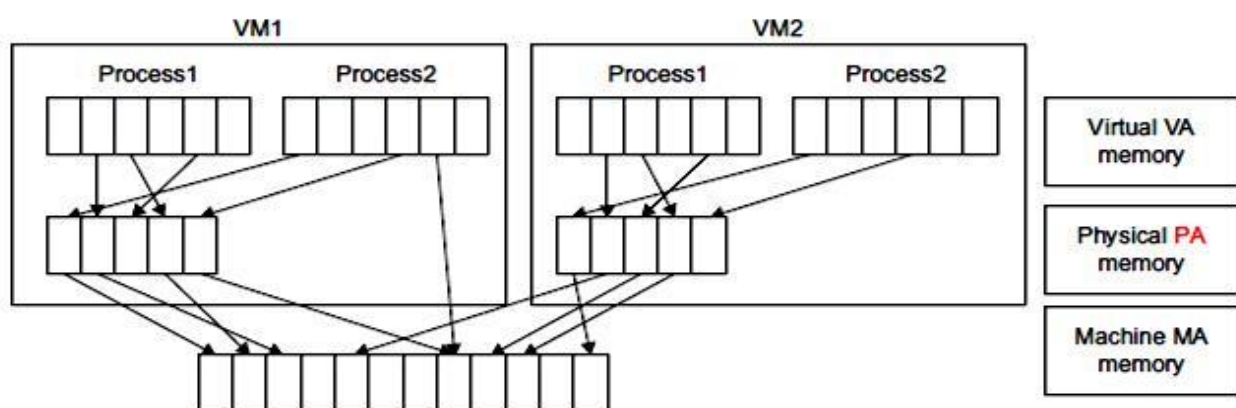 VM1
VM2
Process1
Process2
Process1
Process2
Virtual VA
memory
Physical PA
memory
Machine MA
memory